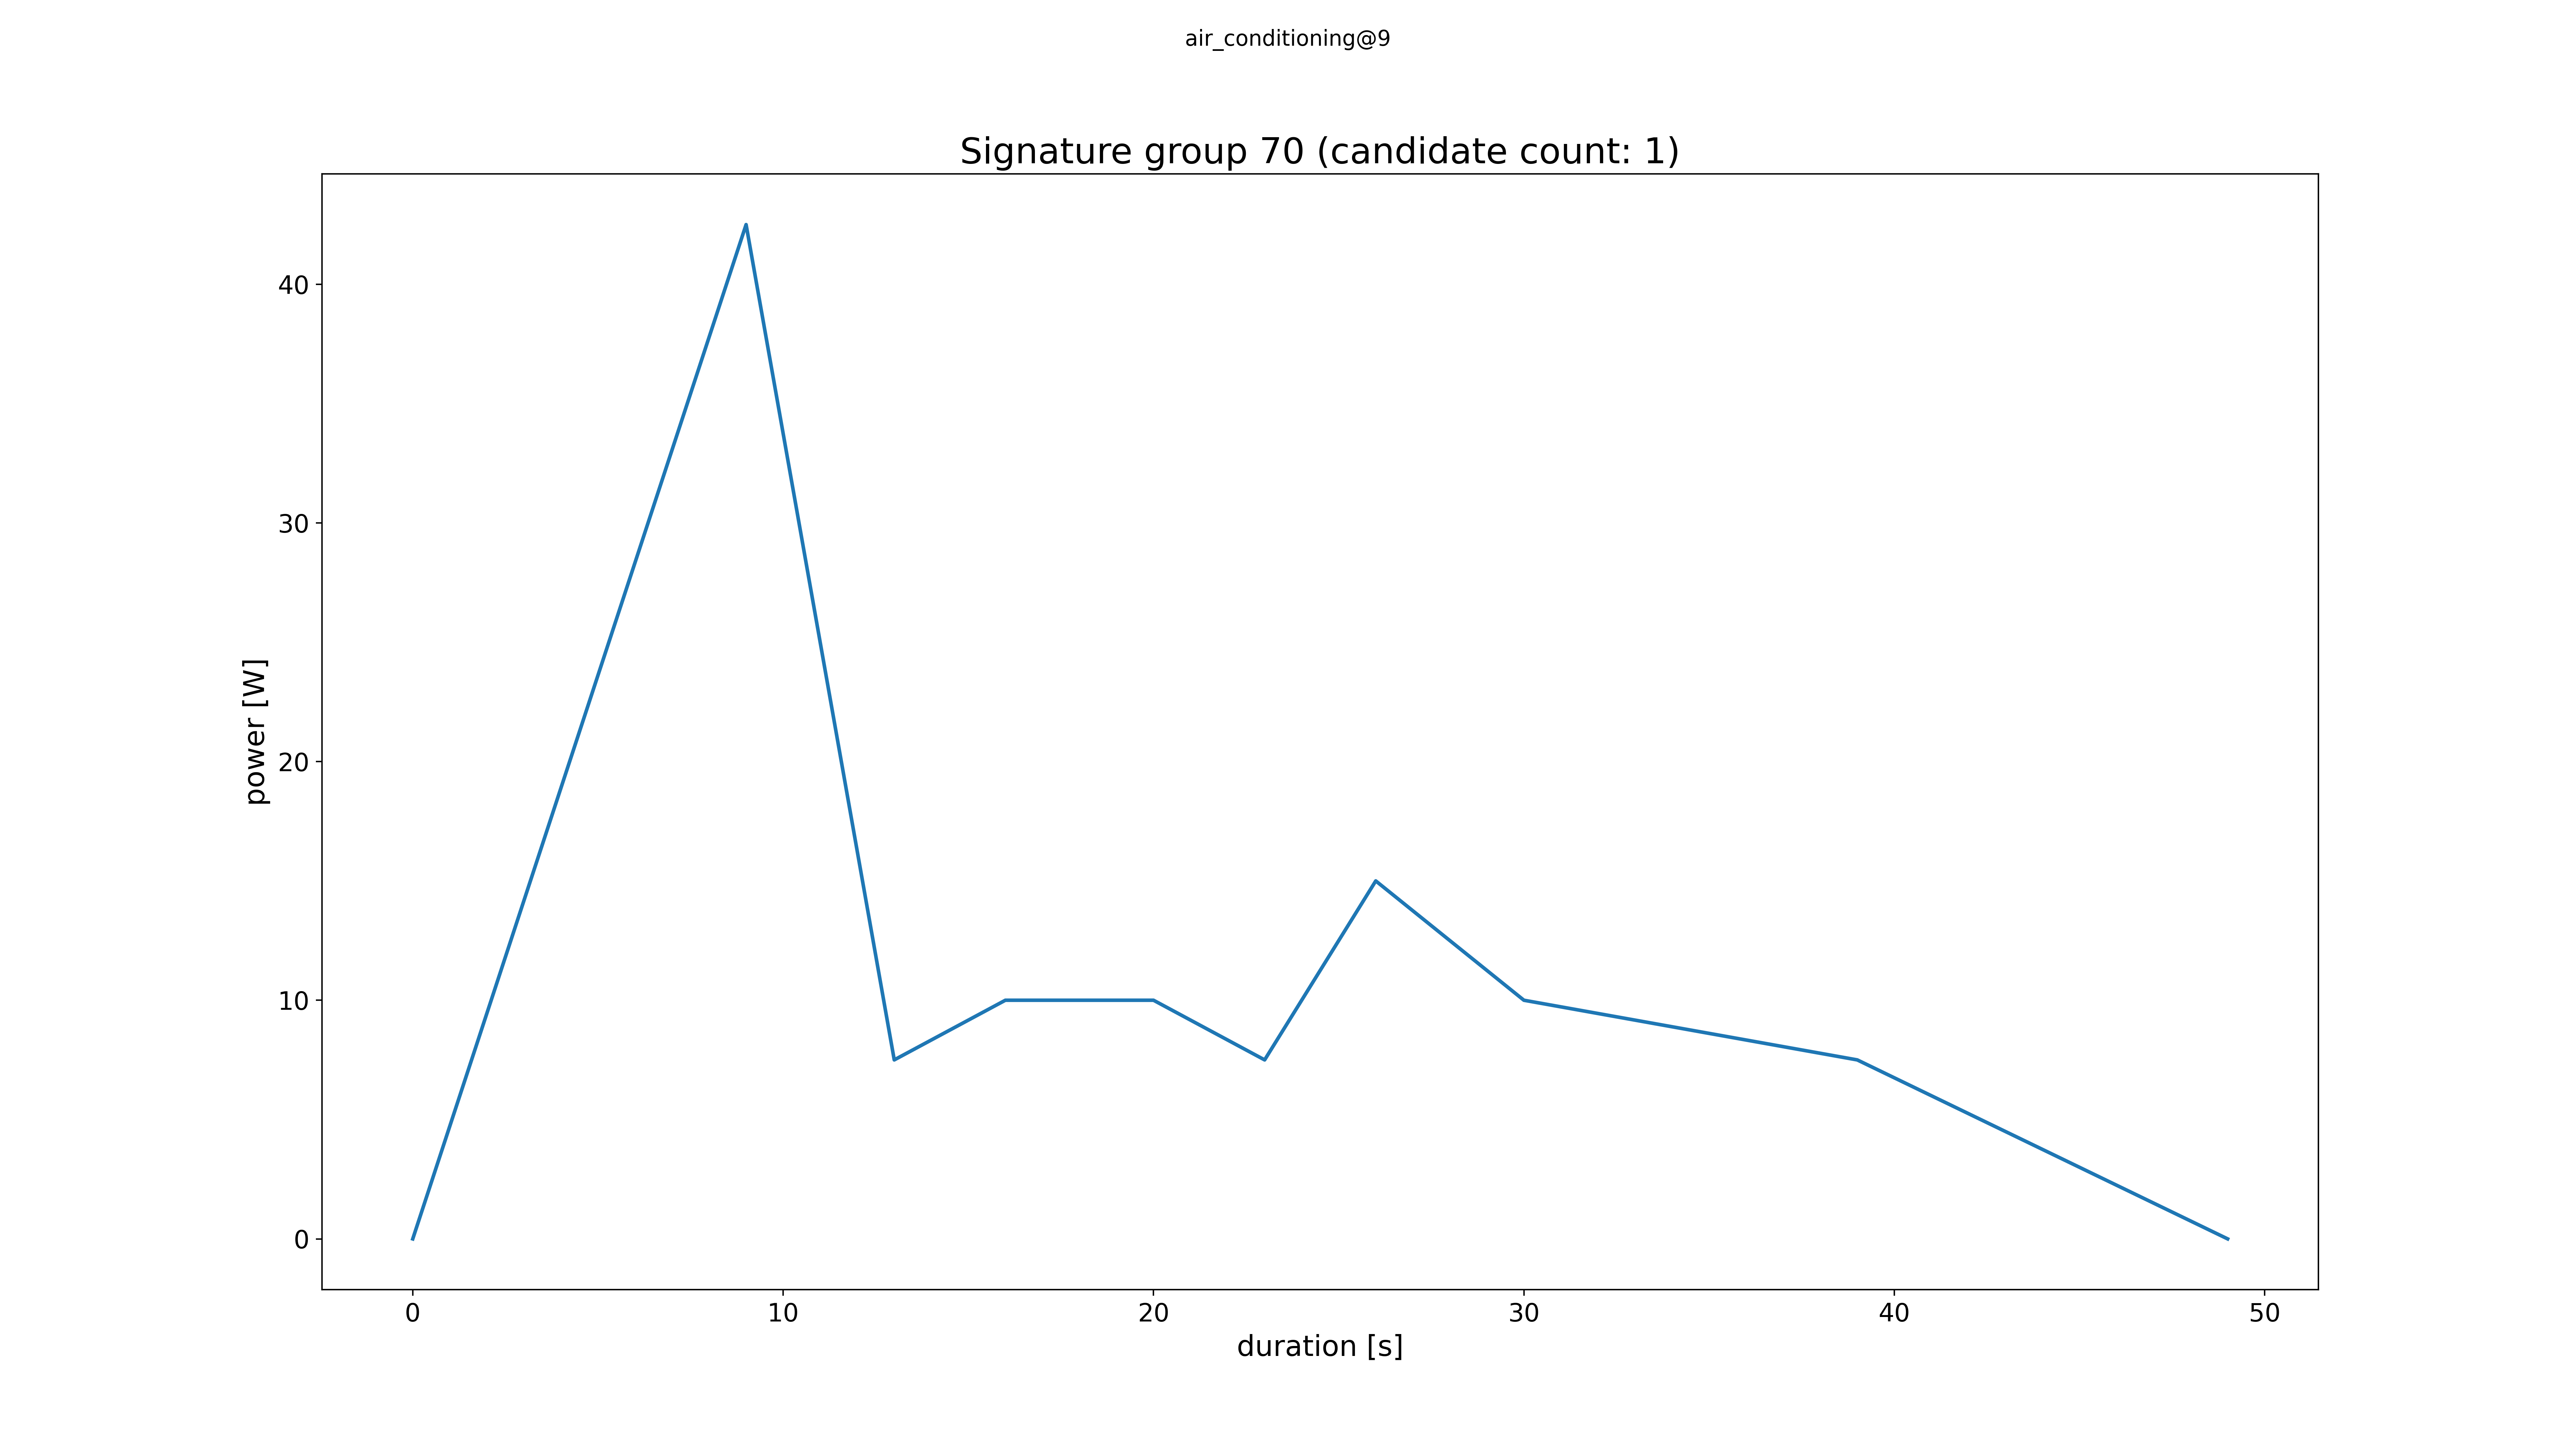 air_conditioning@9
Signature group 70 (candidate count: 1)
power [W]
40
30
20
10
0
0 10 20 30 40 50
duration [s]